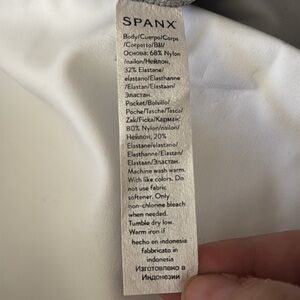 SPANX
Body/Cuerpo/Corps
/Corpetto/Bál/
Основа: 68% Nylon
/nailon/Нейлон,
32% Elastane/
elastano/Elasthanne
/Elastan/Elastaan/
Эластан.
Pocket/Bolsillo/
Poche/Tasche/Tasca/
Zak/Ficka/Карман:
80% Nylon/nailon/
Нейлон; 20%
Elastane/elastano/
Elasthanne/Elastan/
Elastaan/Эластан.
Machine wash warm.
With like colors. Do
not use fabric
softener. Only
non-chlorine bleach
when needed.
Tumble dry low.
Warm iron if
hecho en indonesia
fabbricato in
indonesia
Изготовлено в
Индонезии